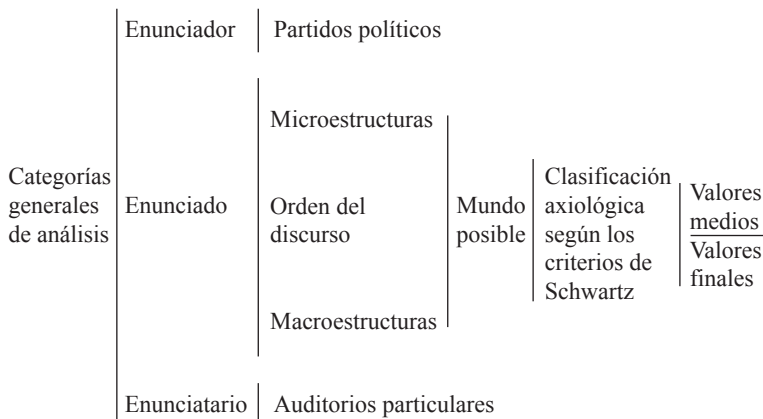 Enunciador
Partidos políticos
Categorías
generales
de análisis
Enunciado
Microestructuras
Orden del
discurso
Macroestructuras
Mundo
posible
Clasificación
axiológica
según los
criterios de
Schwartz
Valores
medios
Valores
finales
Enunciatario
Auditorios particulares